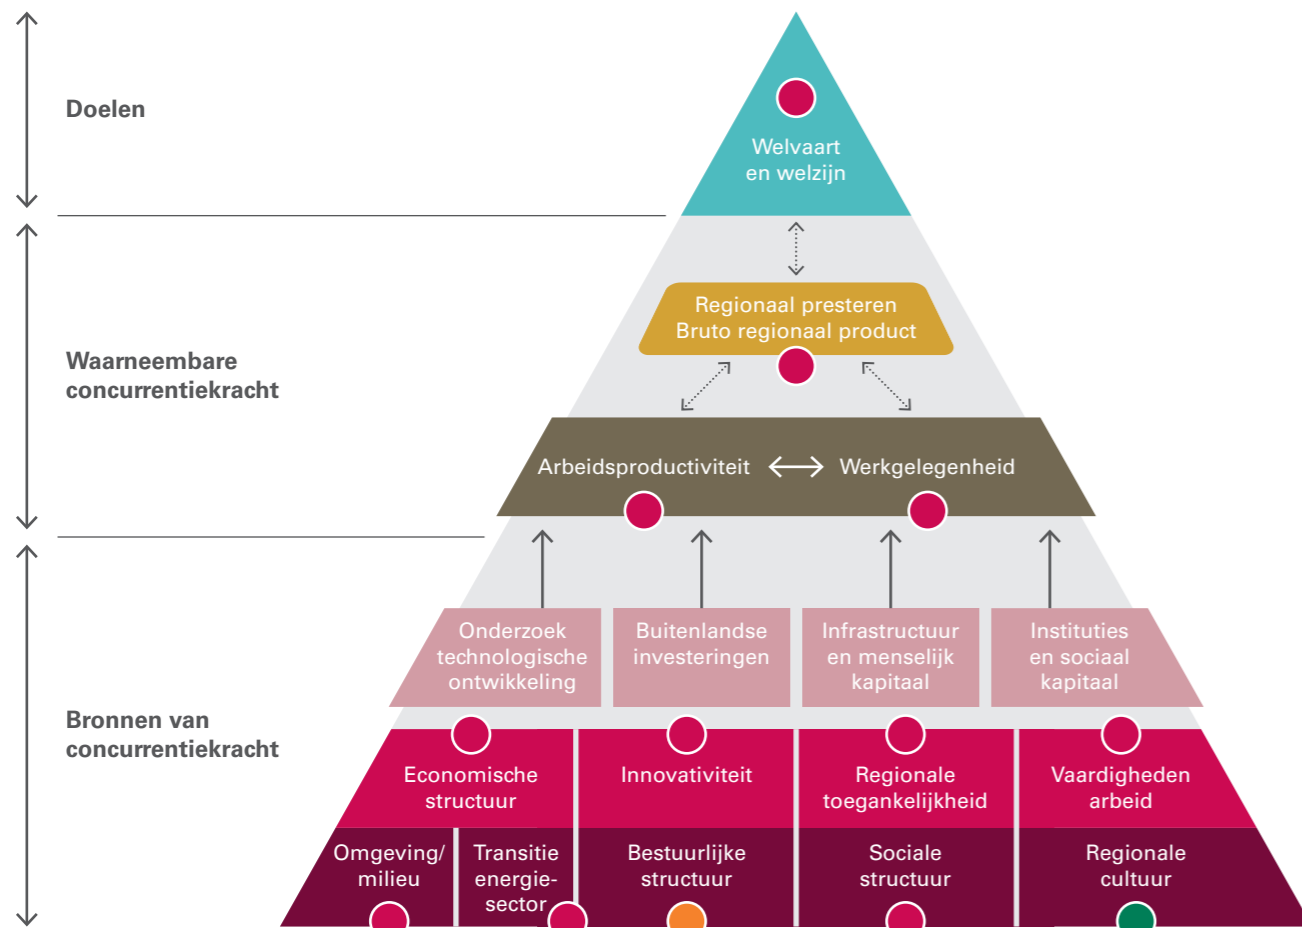 Doelen
Welvaart
en welzijn
Regionaal presteren
Bruto regionaal product
Waarneembare
concurrentiekracht
Arbeidsproductiviteit
Werkgelegenheid
Onderzoek
technologische
ontwikkeling
Buitenlandse
investeringen
Infrastructuur
en menselijk
kapitaal
Instituties
en sociaal
kapitaal
Bronnen van
concurrentiekracht
Economische
structuur
Innovativiteit
Regionale
toegankelijkheid
Vaardigheden
arbeid
Omgeving/
milieu
Transitie
energie-
sector
Bestuurlijke
structuur
Sociale
structuur
Regionale
cultuur